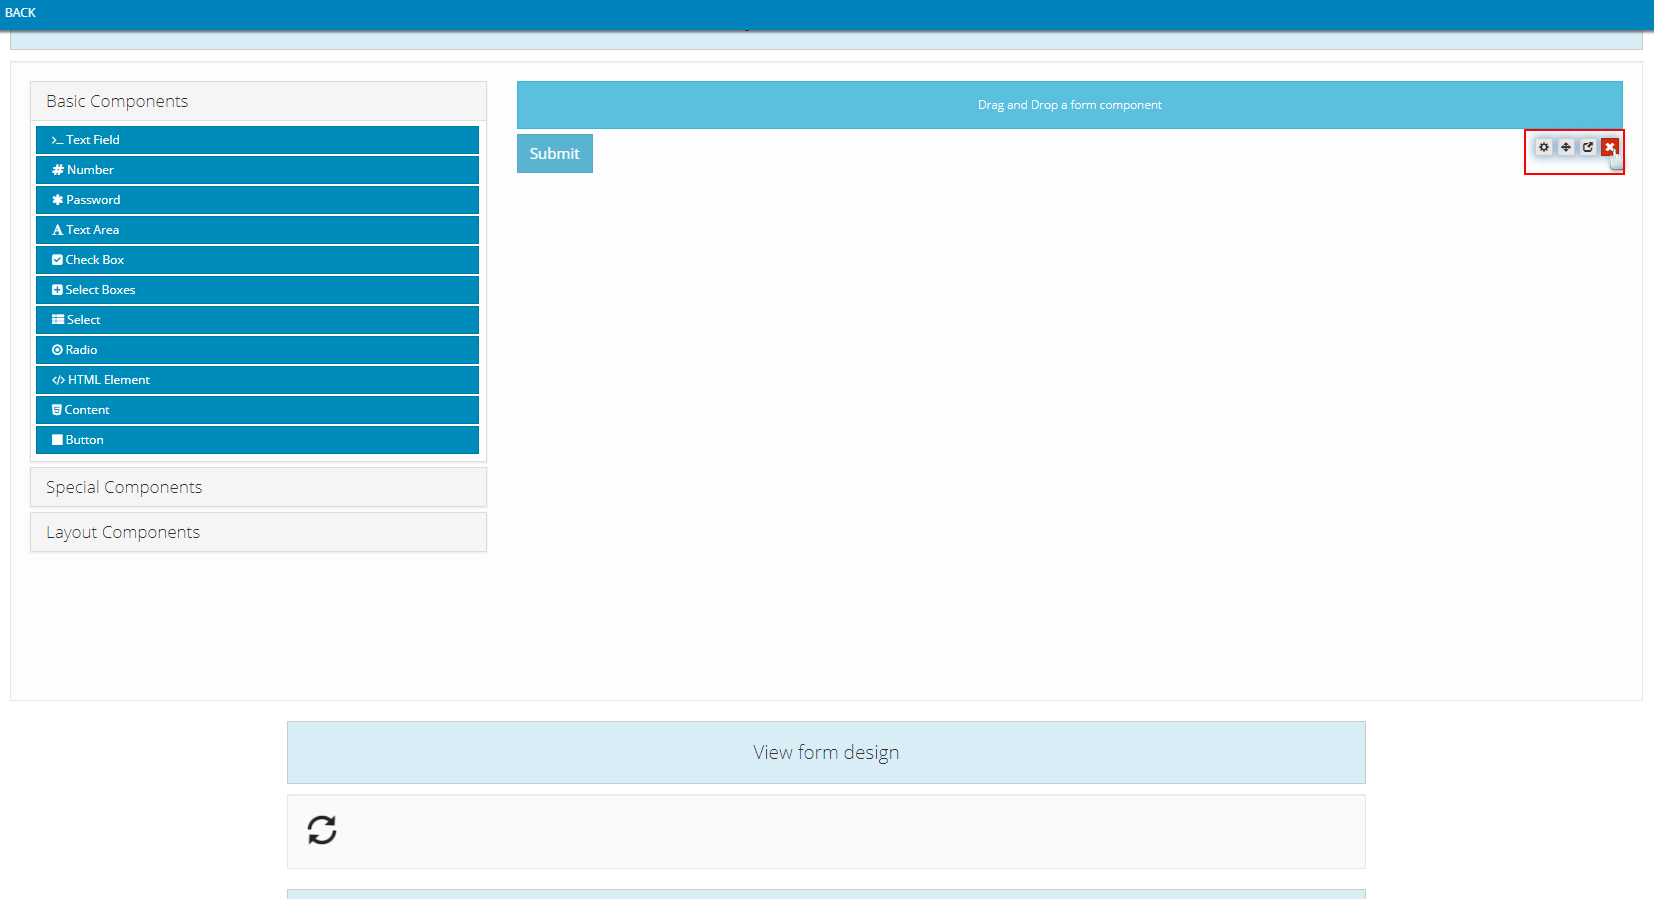 BACK
Basic Components
Text Field
Number
Password
Text Area
Check Box
Select Boxes
Select
Radio
HTML Element
Content
Button
Special Components
Layout Components
Drag and Drop a form component
Submit
View form design